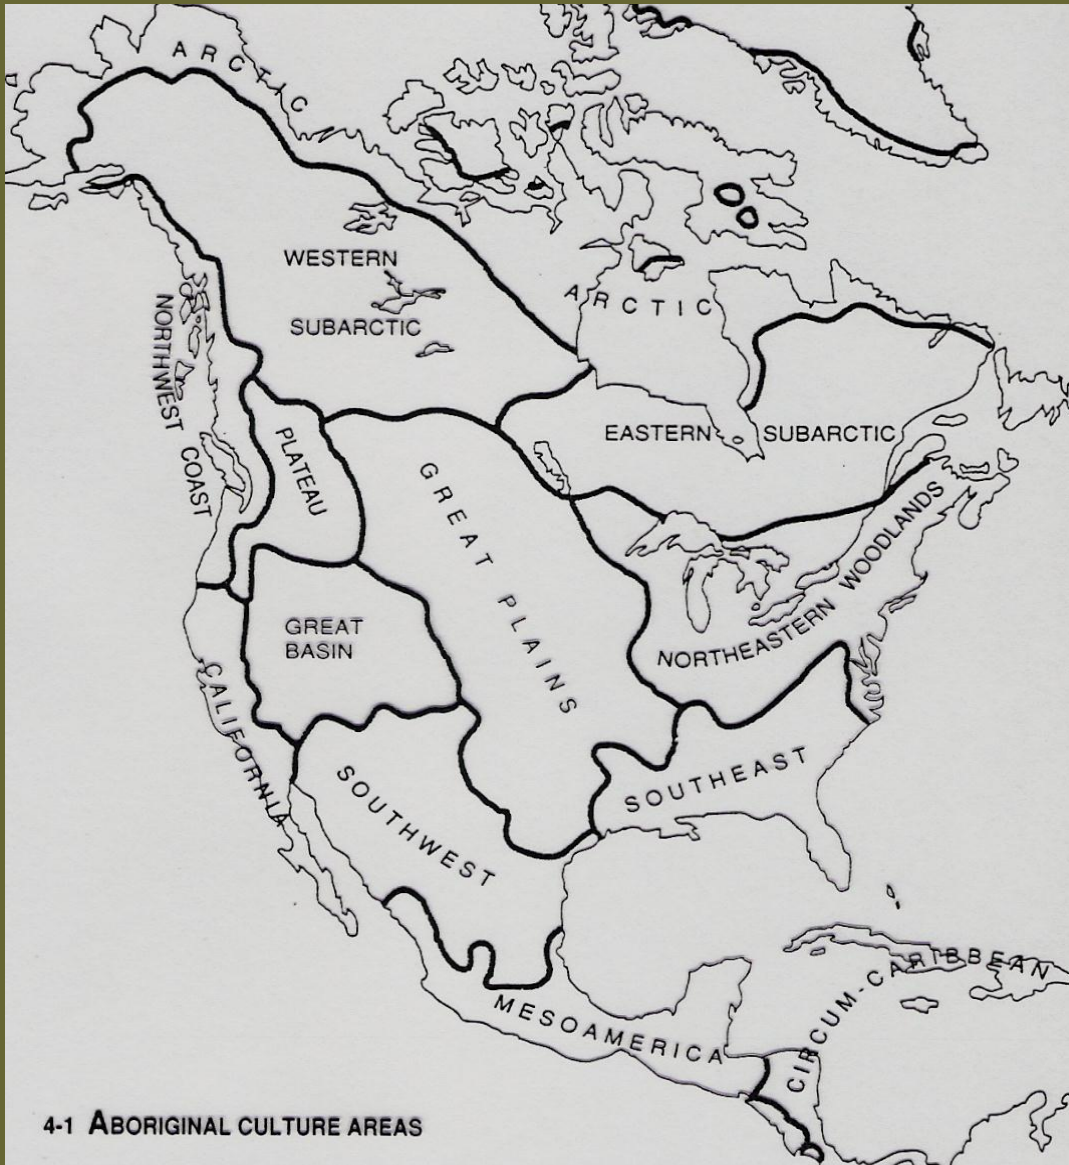 ARCTIC
WESTERN
SUBARCTIC
ARCTIC
NORTHWEST COAST
PLATEAU
EASTERN SUBARCTIC
GREAT PLAINS
NORTHEASTERN WOODLANDS
GREAT
BASIN
CALIFORNIA
SOUTHWEST
SOUTHEAST
MESOAMERICA
CIRCUM-CARIBBEAN
4-1 ABORIGINAL CULTURE AREAS